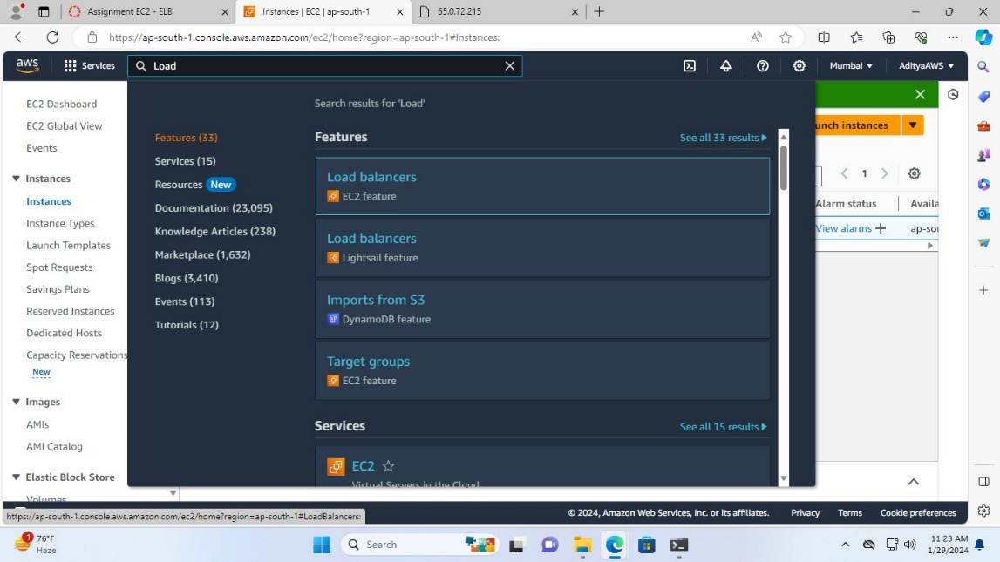 Assignment EC2 - ELB
Instances | EC2 | ap-south-1
65.0.72.215
https://ap-south-1.console.aws.amazon.com/ec2/home?region=ap-south-1#Instances:
aws
Services
Load
Mumbai
AdityaAWS
EC2 Dashboard
EC2 Global View
Events
Instances
Instances
Instance Types
Launch Templates
Spot Requests
Savings Plans
Reserved Instances
Dedicated Hosts
Capacity Reservations
New
Images
AMIs
AMI Catalog
Elastic Block Store
Volumes
Search results for 'Load'
Features (33)
Services (15)
Resources New
Documentation (23,095)
Knowledge Articles (238)
Marketplace (1,632)
Blogs (3,410)
Events (113)
Tutorials (12)
Features
See all 33 results
Load balancers
EC2 feature
Load balancers
Lightsail feature
Imports from S3
DynamoDB feature
Target groups
EC2 feature
Services
See all 15 results
EC2
Virtual Servers in the Cloud
unch instances
1
Alarm status
Availa
View alarms
ap-sou
https://ap-south-1.console.aws.amazon.com/ec2/home?region=ap-south-1#LoadBalancers:
© 2024, Amazon Web Services, Inc. or its affiliates.
Privacy
Terms
Cookie preferences
1
76°F
Haze
Search
11:23 AM
1/29/2024